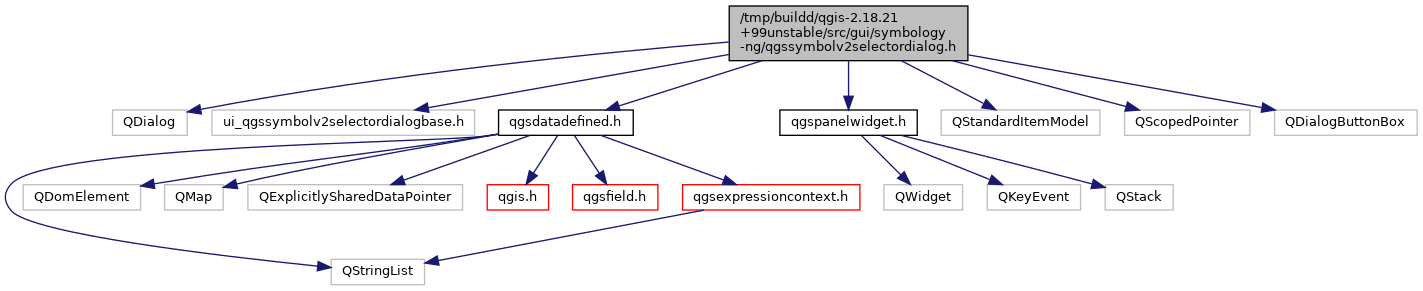 /tmp/buildd/qgis-2.18.21
+99unstable/src/gui/symbology
-ng/qgssymbolv2selectordialog.h
QDialog
ui_qgssymbolv2selectordialogbase.h
qgsdatadefined.h
qgspanelwidget.h
QStandardItemModel
QScopedPointer
QDialogButtonBox
QDomElement
QMap
QExplicitlySharedDataPointer
qgis.h
qgsfield.h
qgsexpressioncontext.h
QWidget
QKeyEvent
QStack
QStringList